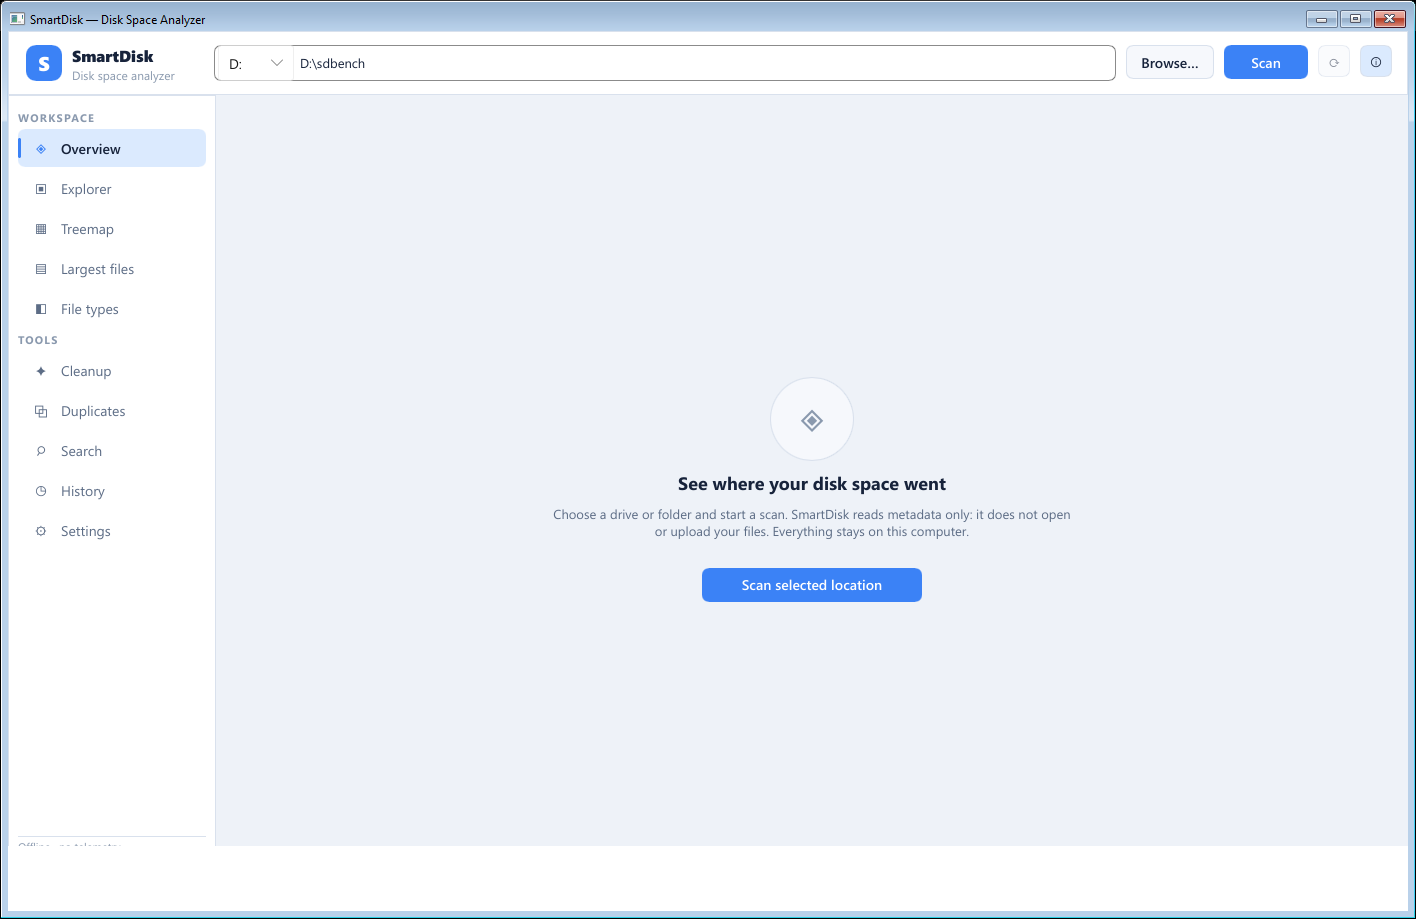 SmartDisk — Disk Space Analyzer
S
SmartDisk
Disk space analyzer
D:
D:\sdbench
Browse...
Scan
WORKSPACE
Overview
Explorer
Treemap
Largest files
File types
TOOLS
Cleanup
Duplicates
Search
History
Settings
See where your disk space went
Choose a drive or folder and start a scan. SmartDisk reads metadata only: it does not open
or upload your files. Everything stays on this computer.
Scan selected location